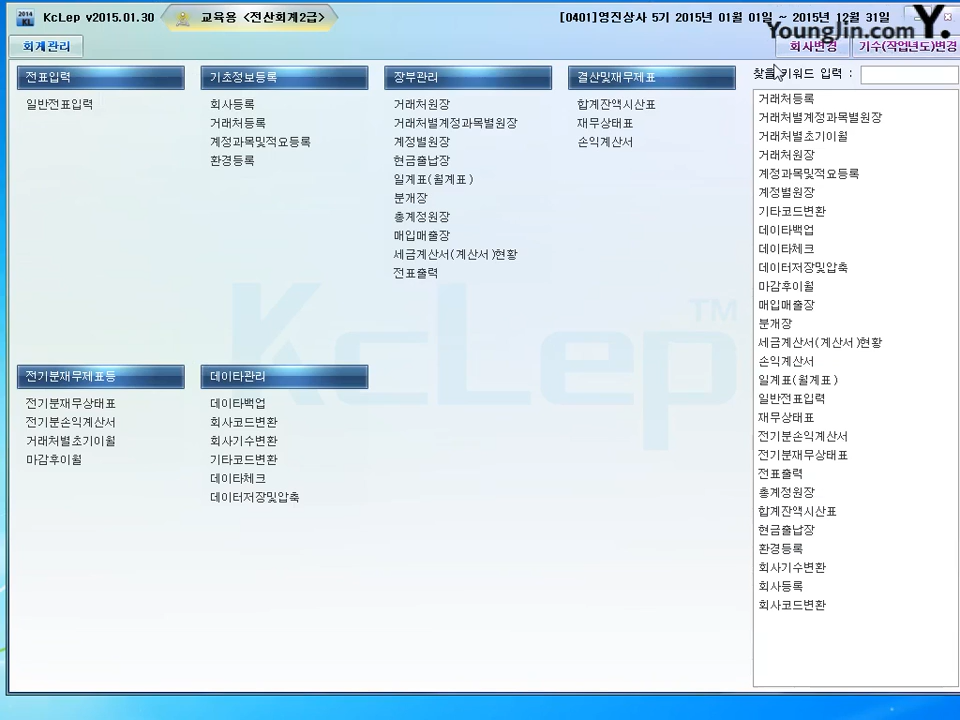 KcLep v2015.01.30 교육용 <전산회계2급> [0401]영진상사 5기 2015년 01월 01일 ~ 2015년 12월 31일
YoungJin.com Y.
회계관리 회사변경 기수(작업년도)변경
전표입력
일반전표입력
기초정보등록
회사등록
거래처등록
계정과목및적요등록
환경등록
장부관리
거래처원장
거래처별계정과목별원장
계정별원장
현금출납장
일계표(월계표)
분개장
총계정원장
매입매출장
세금계산서(계산서)현황
전표출력
결산및재무제표
합계잔액시산표
재무상태표
손익계산서
KcLep TM
전기분재무제표등
전기분재무상태표
전기분손익계산서
거래처별초기이월
마감후이월
데이타관리
데이타백업
회사코드변환
회사기수변환
기타코드변환
데이타체크
데이터저장및압축
찾을 키워드 입력 :
거래처등록
거래처별계정과목별원장
거래처별초기이월
거래처원장
계정과목및적요등록
계정별원장
기타코드변환
데이타백업
데이타체크
데이터저장및압축
마감후이월
매입매출장
분개장
세금계산서(계산서)현황
손익계산서
일계표(월계표)
일반전표입력
재무상태표
전기분손익계산서
전기분재무상태표
전표출력
총계정원장
합계잔액시산표
현금출납장
환경등록
회사기수변환
회사등록
회사코드변환